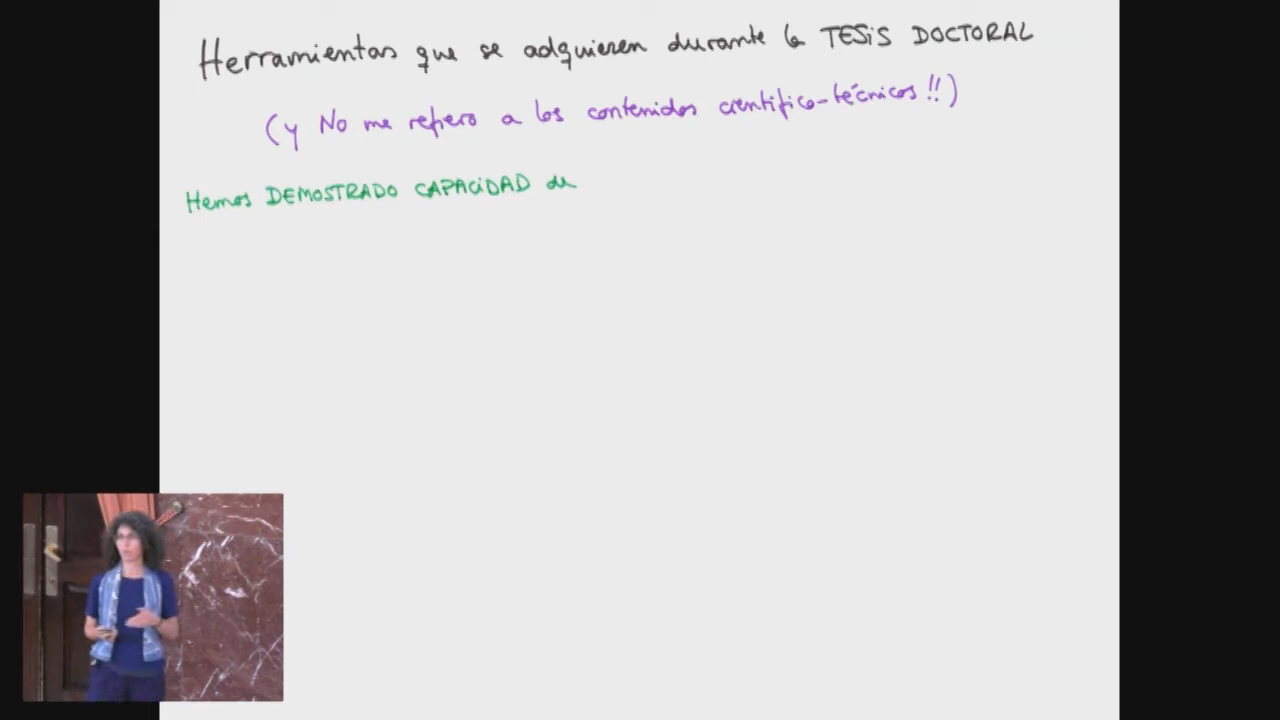 Herramientas que se adquieren durante la TESiS DOCTORAL
(y No me refiero a los contenidos científico-técnicos!!)
Hemos DEMOSTRADO CAPACiDAD de